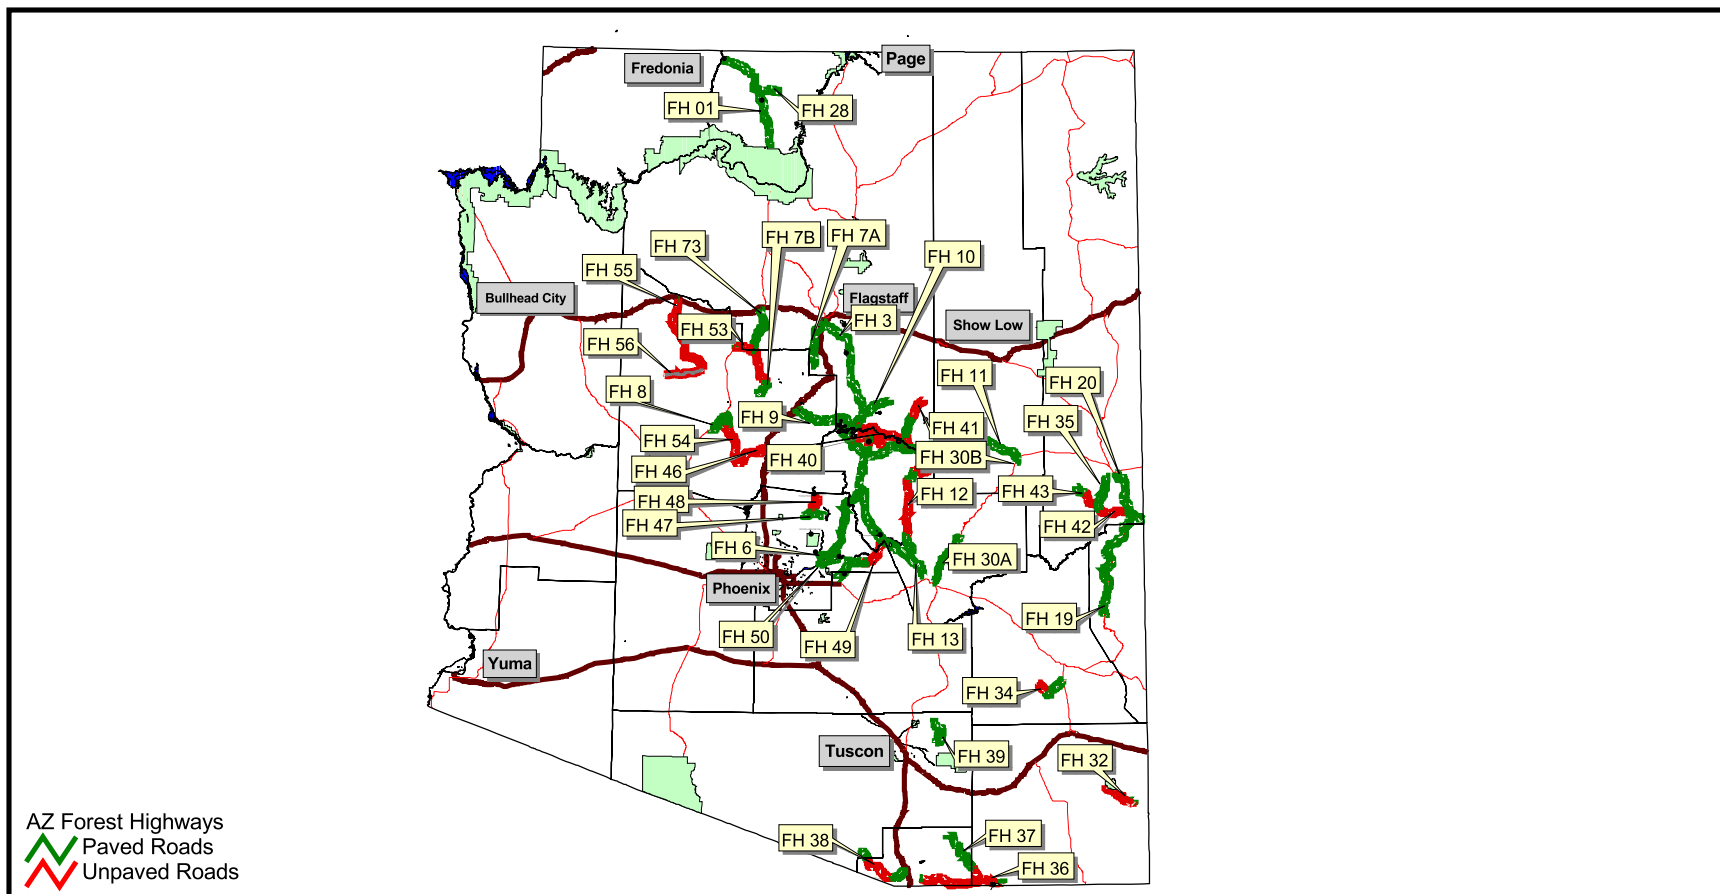 Page
Fredonia
FH 01
FH 28
FH 73
FH 7B
FH 7A
FH 10
FH 55
Bullhead City
Flagstaff
FH 53
FH 3
Show Low
FH 56
FH 11
FH 20
FH 8
FH 9
FH 41
FH 35
FH 54
FH 46
FH 40
FH 30B
FH 48
FH 12
FH 43
FH 47
FH 42
FH 6
FH 30A
Phoenix
FH 50
FH 49
FH 13
FH 19
Yuma
FH 34
Tuscon
FH 39
FH 32
FH 38
FH 37
FH 36
AZ Forest Highways
Paved Roads
Unpaved Roads